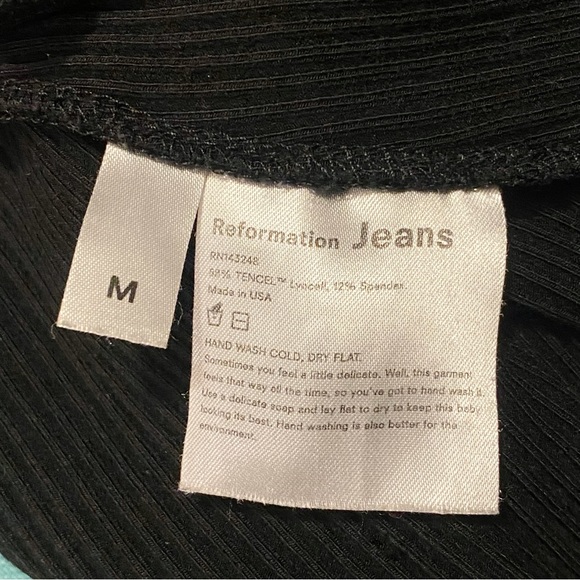 M
Reformation Jeans
RN143248
88% TENCEL™ Lyocell, 12% Spandex
Made in USA
HAND WASH COLD, DRY FLAT.
Sometimes you feel a little delicate. Well, this garment
feels that way all the time, so you've got to hand wash it.
Use a delicate soap and lay flat to dry to keep this baby
looking its best. Hand washing is also better for the
environment.